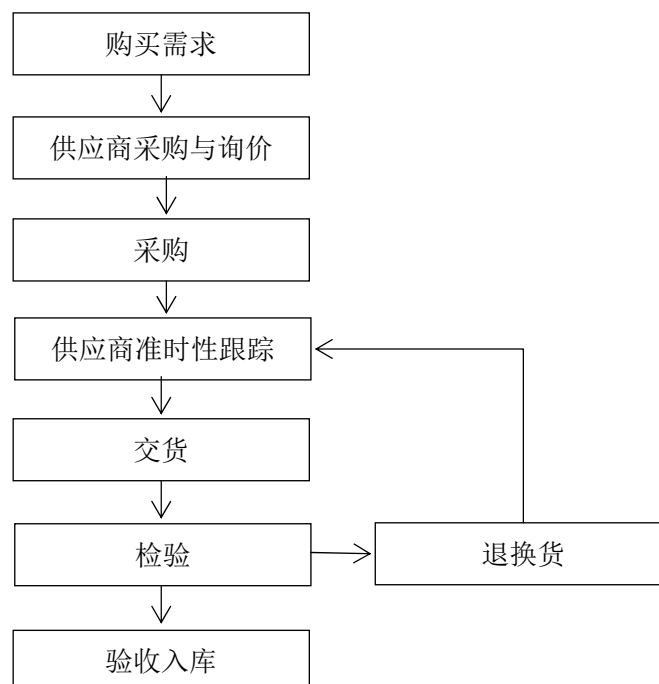 购买需求
供应商采购与询价
采购
供应商准时性跟踪
交货
检验
退换货
验收入库